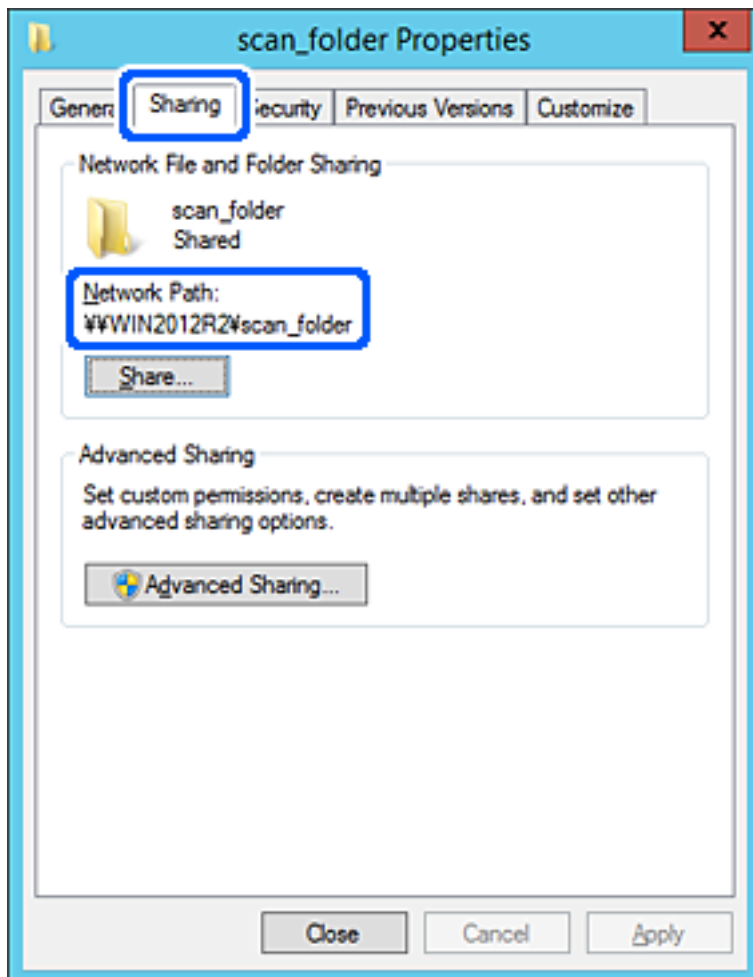 scan_folder Properties
x
Genera Sharing ecurity Previous Versions Customize
Network File and Folder Sharing
scan_folder
Shared
Network Path:
¥¥WIN2012R2¥scan_folder
Share...
Advanced Sharing
Set custom permissions, create multiple shares, and set other
advanced sharing options.
Advanced Sharing...
Close Cancel Apply